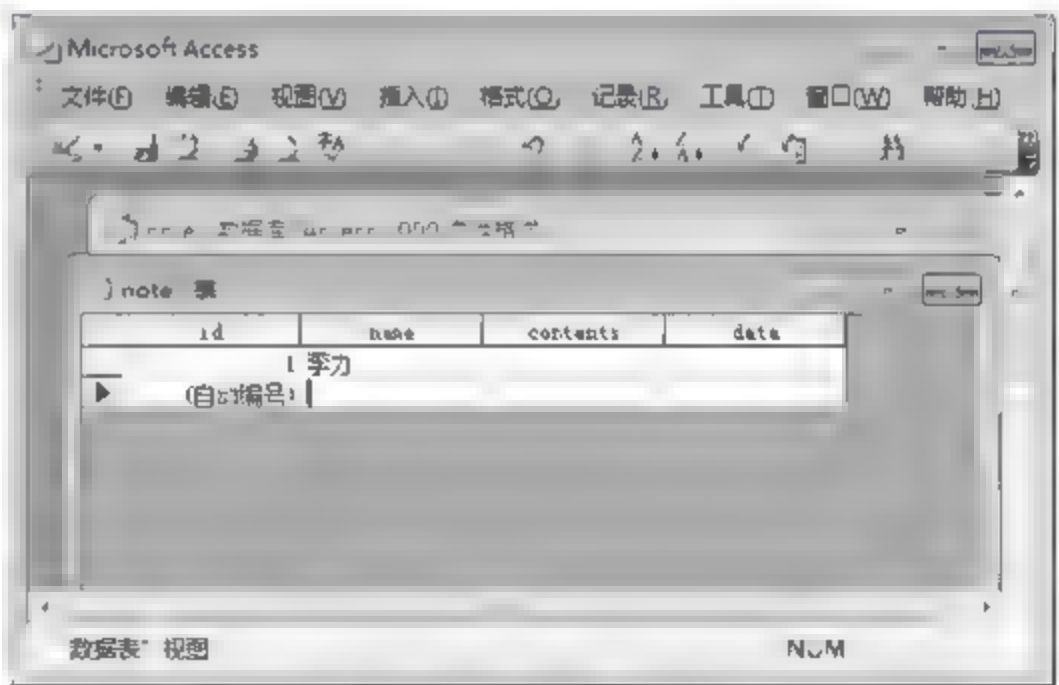 Microsoft Access
文件(F) 编辑(E) 视图(V) 插入(I) 格式(O) 记录(R) 工具(T) 窗口(W) 帮助(H)
note 表
id name contents data
1 李力
(自动编号)
"数据表"视图 NUM